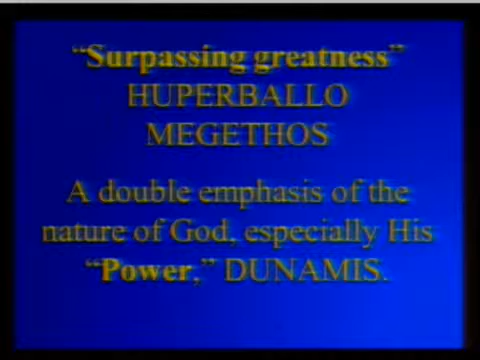 “Surpassing greatness”
HUPERBALLO
MEGETHOS
A double emphasis of the
nature of God, especially His
“Power,” DUNAMIS.